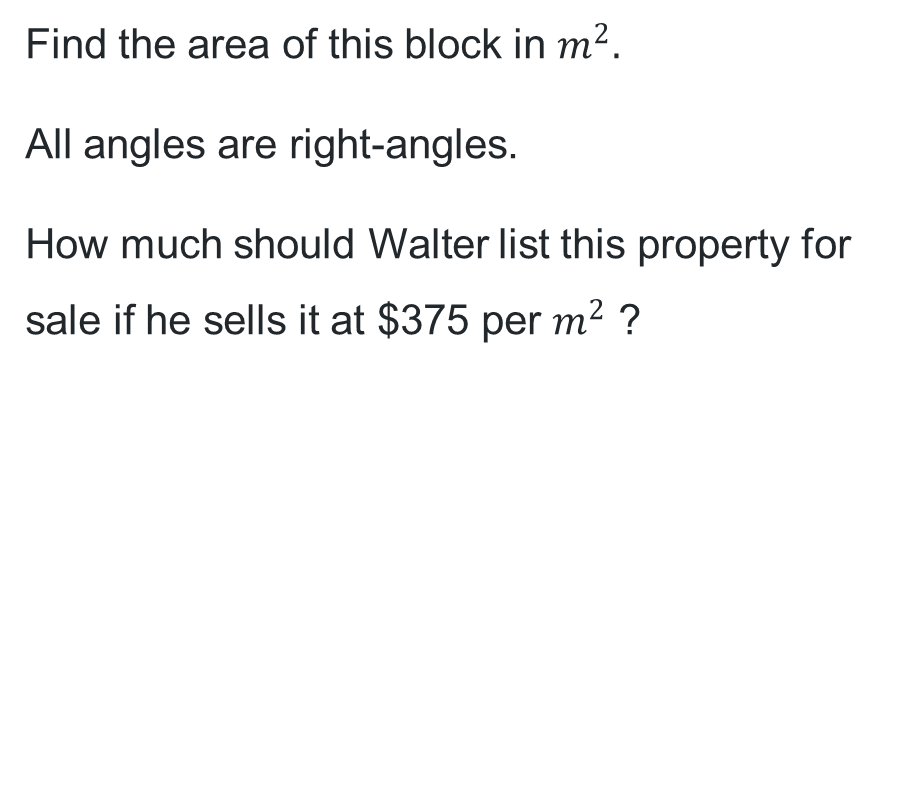 Find the area of this block in m².
All angles are right-angles.
How much should Walter list this property for
sale if he sells it at $375 per m² ?